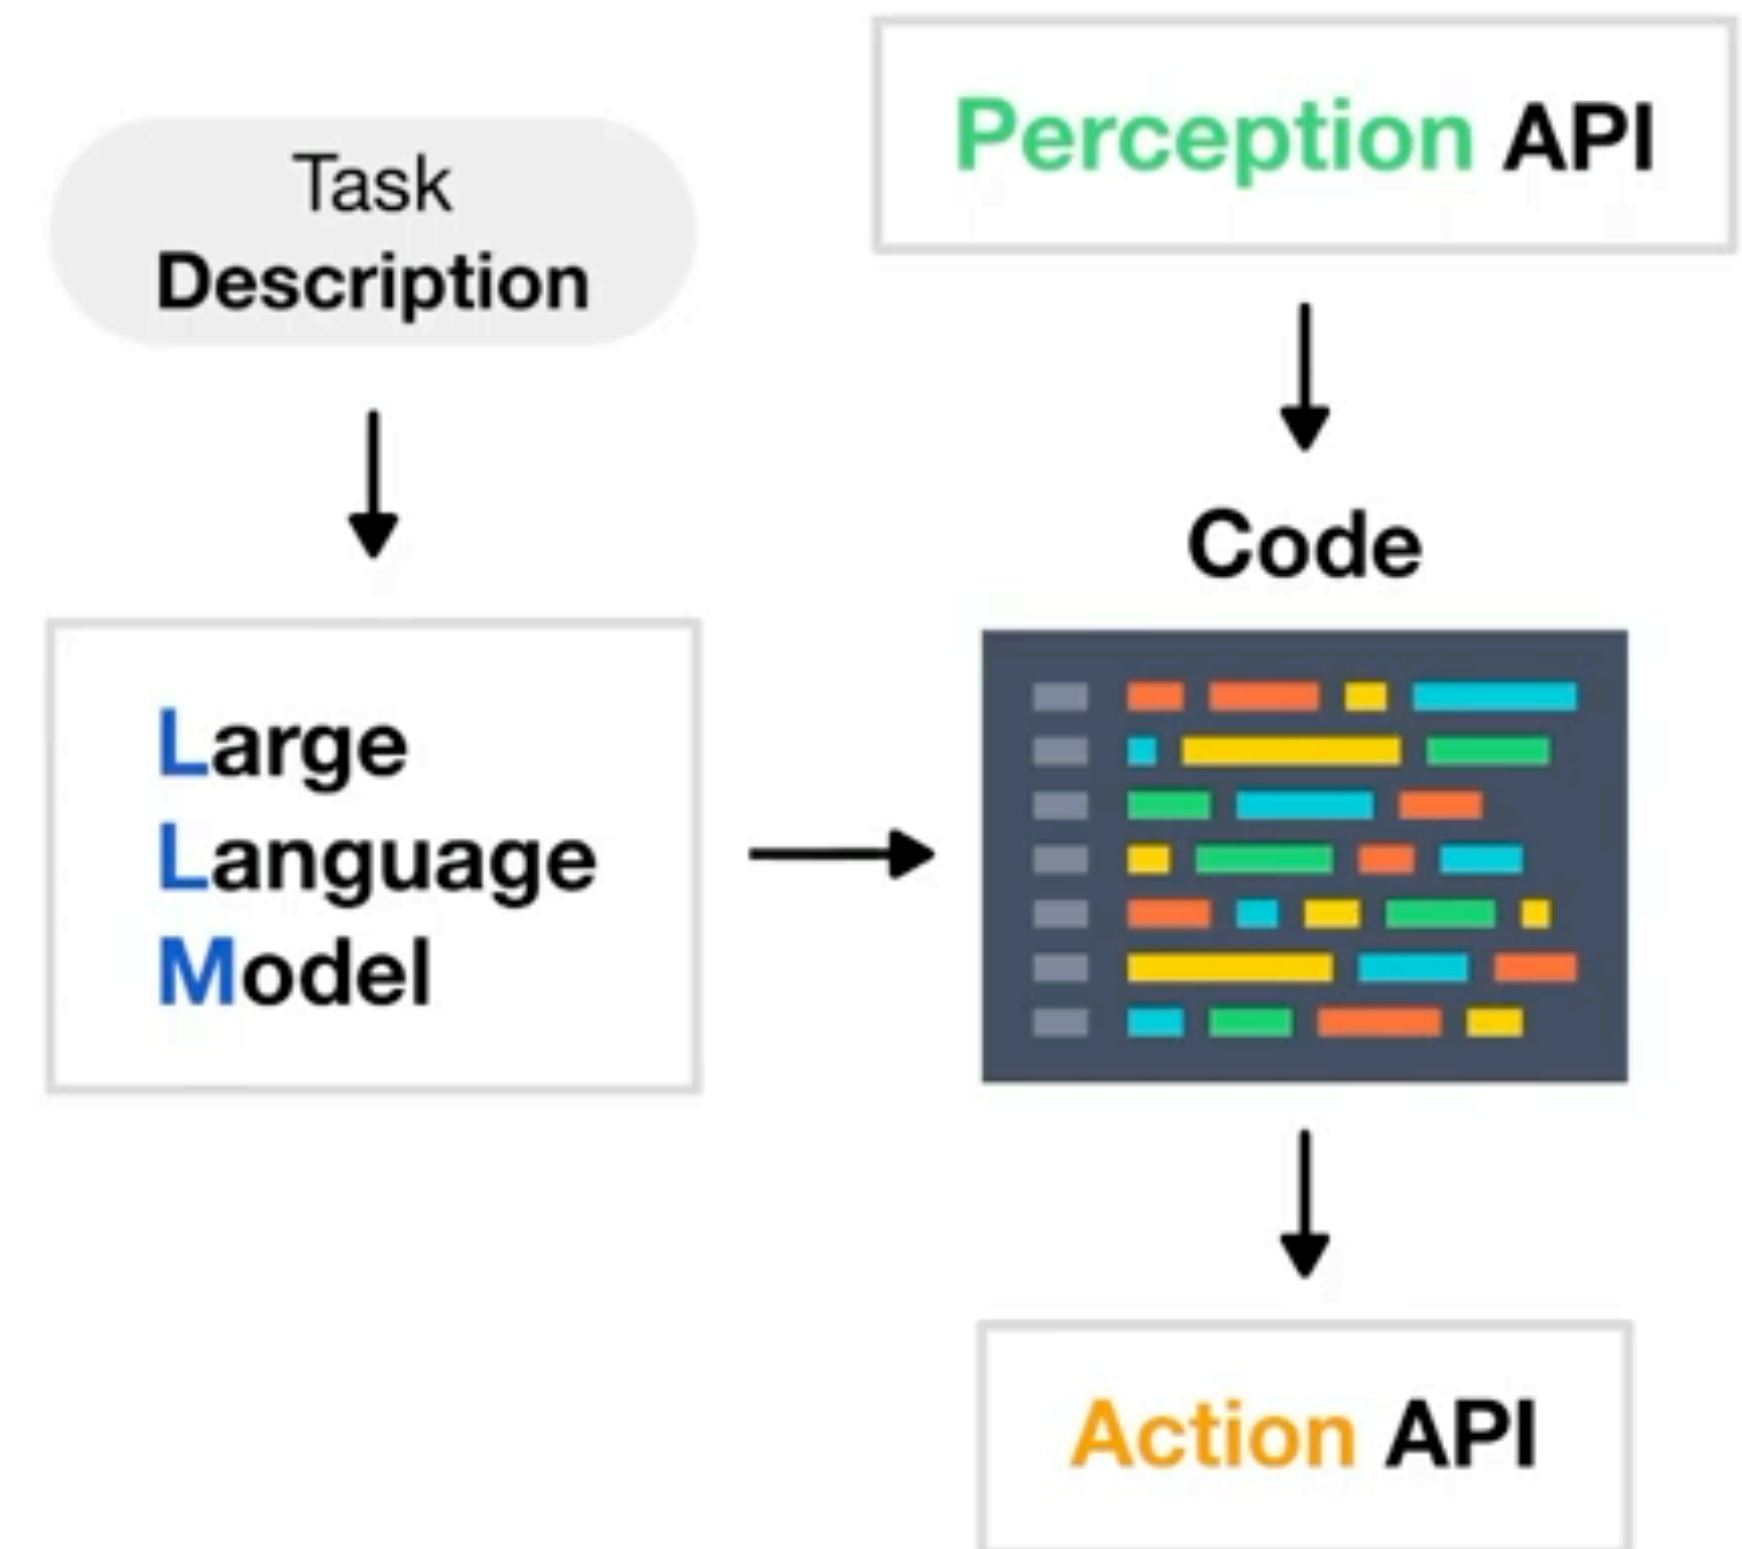 Task
Description
Perception API
Code
Large
Language
Model
Action API